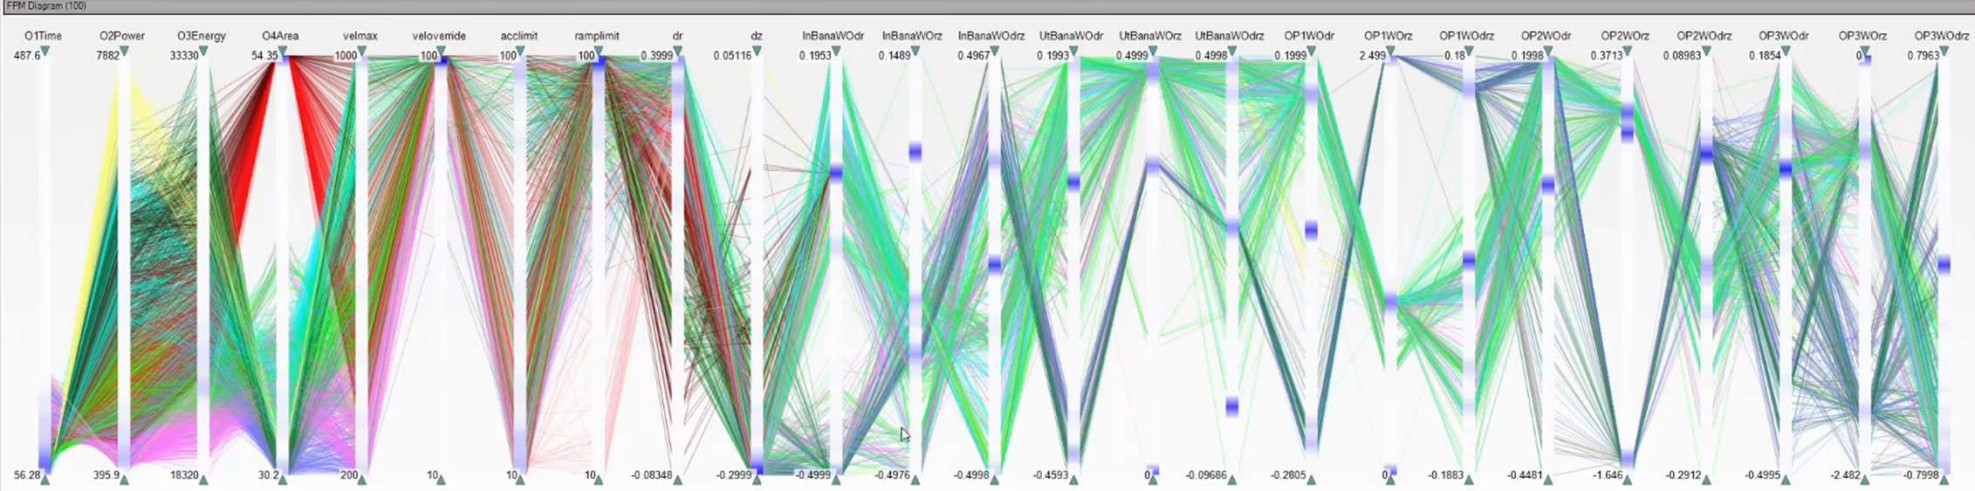 FPM Diagram (100)
O1Time O2Power O3Energy O4Area velmax veloverride acclimit ramplimit dr dz InBanaWOdr InBanaWOrz InBanaWOdrz UtBanaWOdr UtBanaWOrz UtBanaWOdrz OP1WOdr OP1WOrz OP1WOdrz OP2WOdr OP2WOrz OP2WOdrz OP3WOdr OP3WOrz OP3WOdrz
487.6 7882 33330 54.35 1000 100 100 100 0.3999 0.05116 0.1953 0.1489 0.4967 0.1993 0.4999 0.4998 0.1999 2.499 0.18 0.1998 0.3713 0.08983 0.1854 0 0.7963
56.28 395.9 18320 30.2 200 10 10 10 -0.08348 -0.2999 -0.4999 -0.4976 -0.4998 -0.4593 0 -0.09686 -0.2805 0 -0.1883 -0.4481 -1.646 -0.2912 -0.4995 -2.482 -0.7998